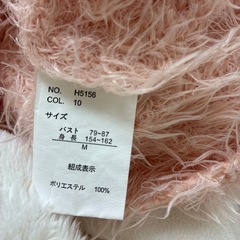 NO. H5156
COL. 10
サイズ
バスト 79~87
身長 154~162
M
組成表示
ポリエステル 100%